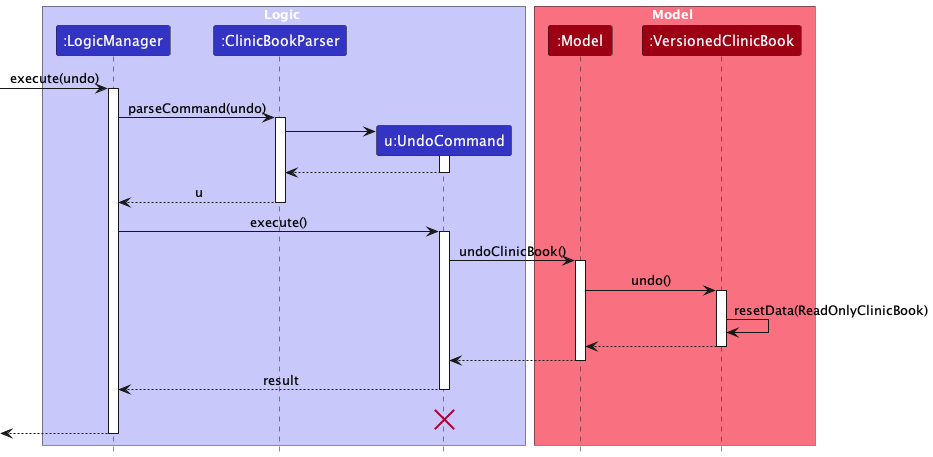 Logic
Model
:LogicManager
:ClinicBookParser
:Model
:VersionedClinicBook
execute(undo)
parseCommand(undo)
u:UndoCommand
u
execute()
undoClinicBook()
undo()
resetData(ReadOnlyClinicBook)
result